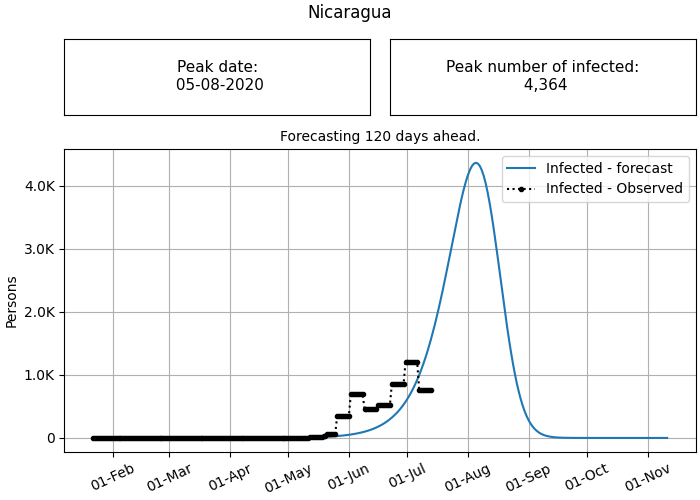 Nicaragua
Peak date:
05-08-2020
Peak number of infected:
4,364
Forecasting 120 days ahead.
Infected - forecast
Infected - Observed
Persons
4.0K
3.0K
2.0K
1.0K
0
01-Feb
01-Mar
01-Apr
01-May
01-Jun
01-Jul
01-Aug
01-Sep
01-Oct
01-Nov